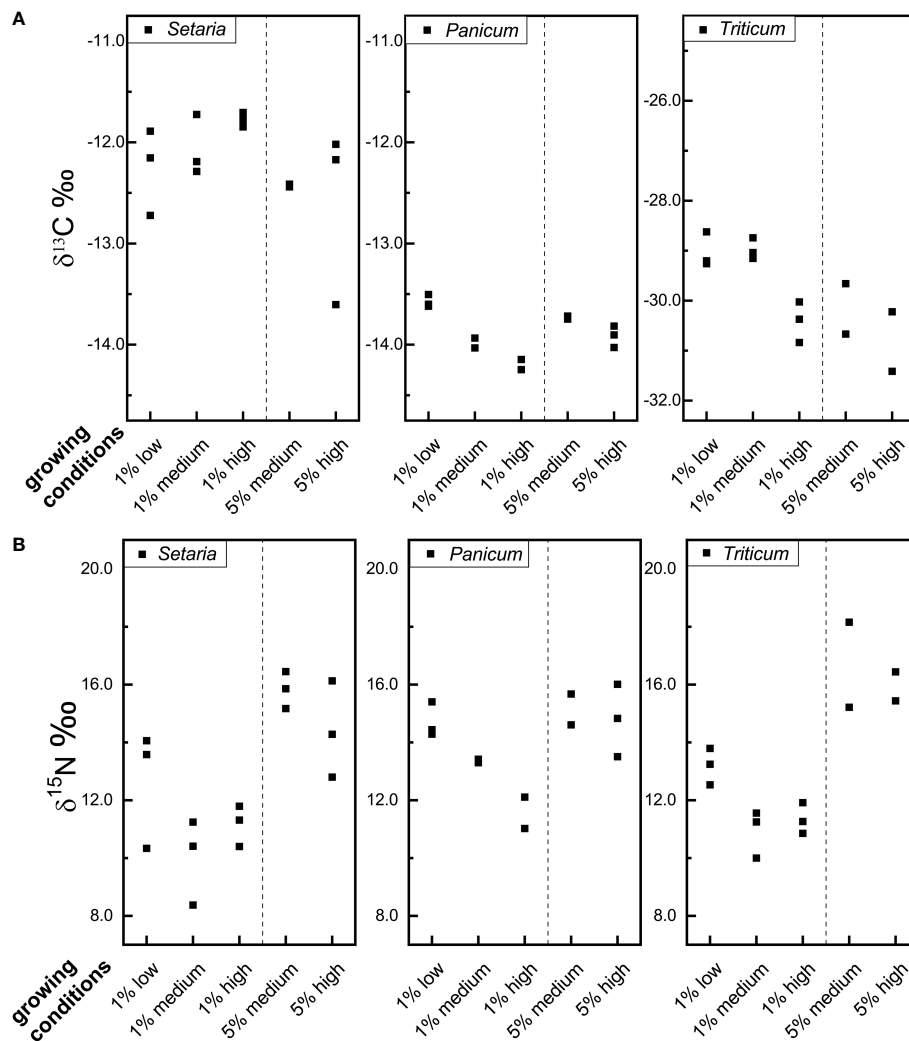 A
Setaria
Panicum
Triticum
δ¹³C ‰
-11.0
-12.0
-13.0
-14.0
-11.0
-12.0
-13.0
-14.0
-26.0
-28.0
-30.0
-32.0
growing
conditions
1% low
1% medium
1% high
5% medium
5% high
1% low
1% medium
1% high
5% medium
5% high
1% low
1% medium
1% high
5% medium
5% high
B
Setaria
Panicum
Triticum
δ¹⁵N ‰
20.0
16.0
12.0
8.0
20.0
16.0
12.0
8.0
20.0
16.0
12.0
8.0
growing
conditions
1% low
1% medium
1% high
5% medium
5% high
1% low
1% medium
1% high
5% medium
5% high
1% low
1% medium
1% high
5% medium
5% high